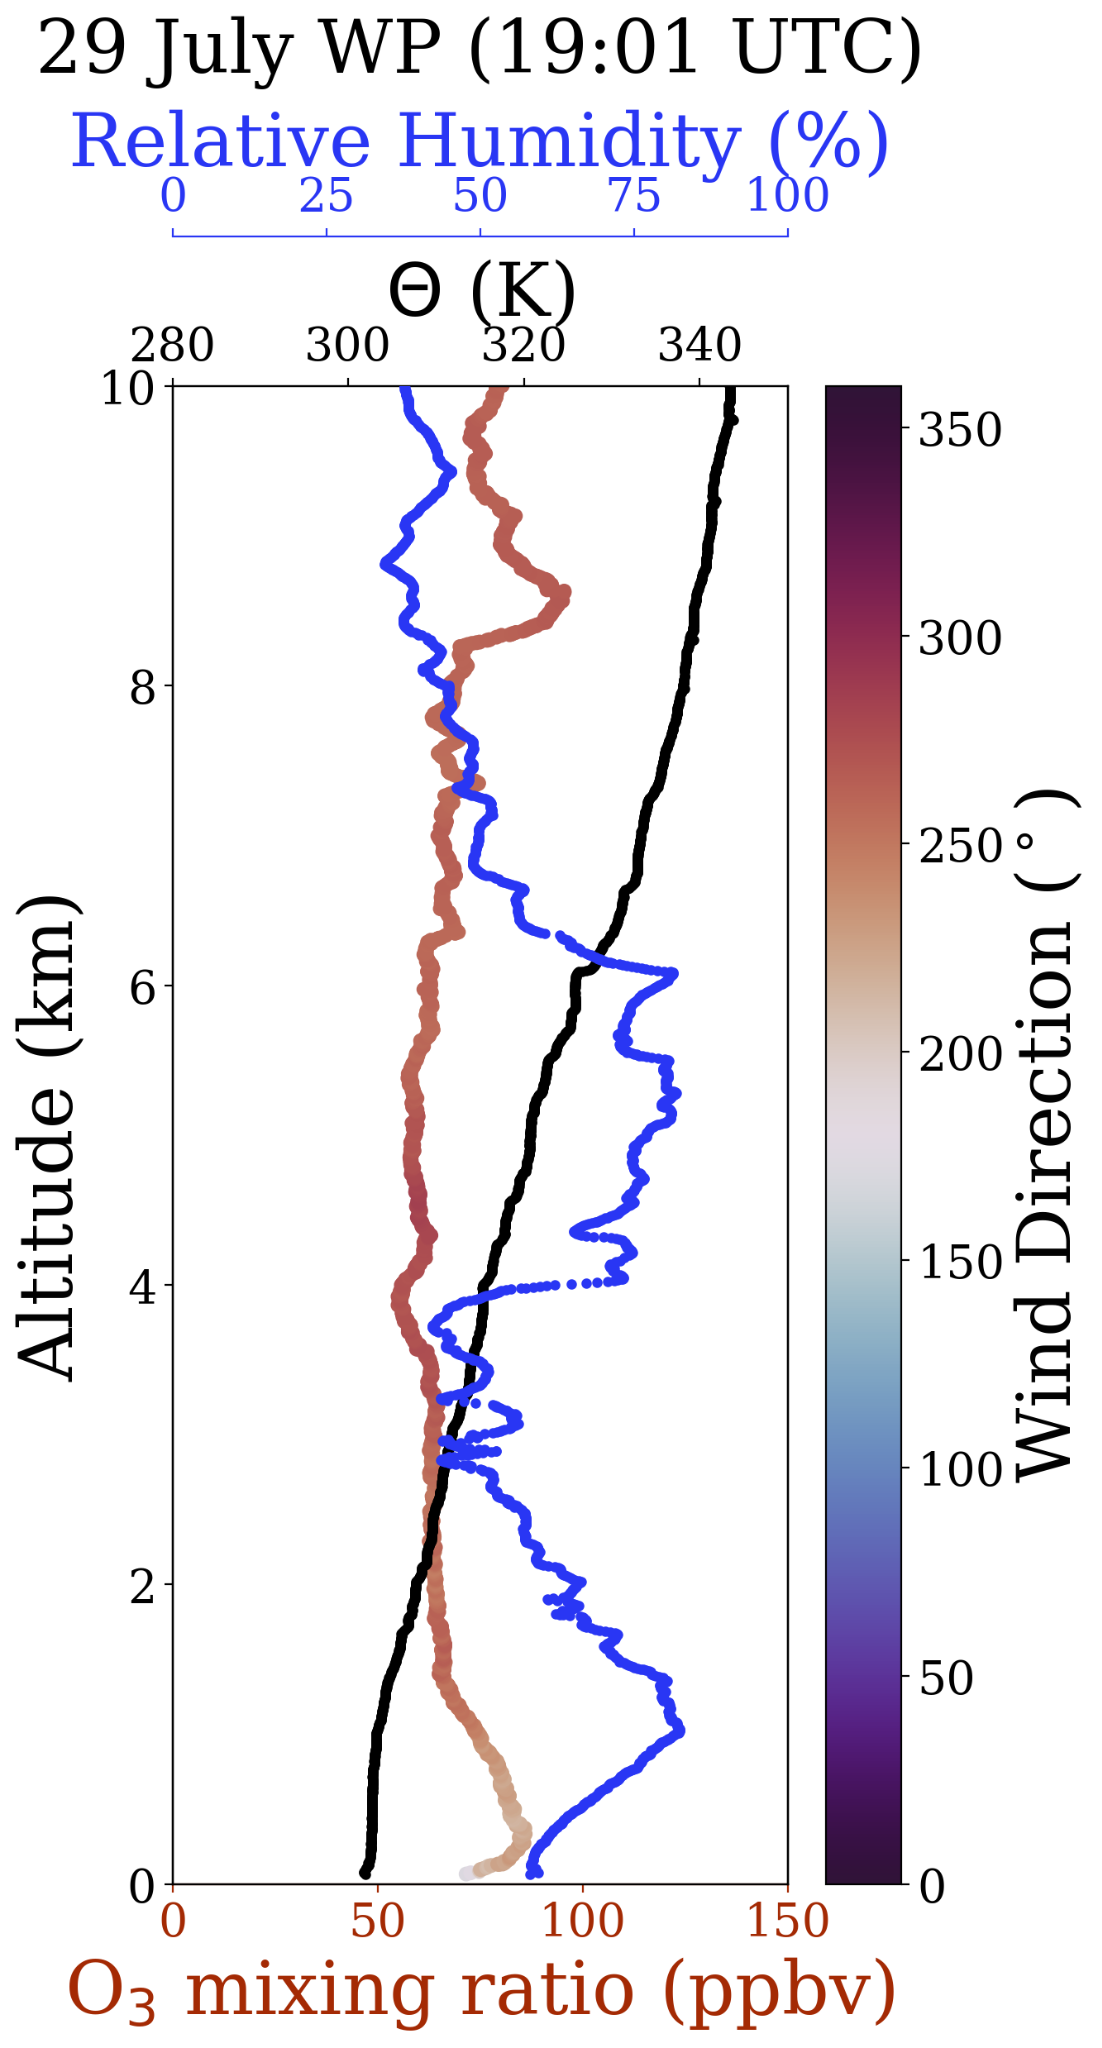 29 July WP (19:01 UTC)
Relative Humidity (%)
0 25 50 75 100
Θ (K)
280 300 320 340
10
8
6
4
2
0
Altitude (km)
0 50 100 150
O₃ mixing ratio (ppbv)
350
300
250
200
150
100
50
0
Wind Direction (°)